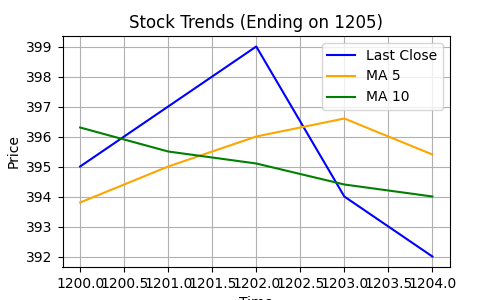 Stock Trends (Ending on 1205)
Last Close
MA 5
MA 10
399
398
397
396
395
394
393
392
Price
1200.0 1200.5 1201.0 1201.5 1202.0 1202.5 1203.0 1203.5 1204.0
Time